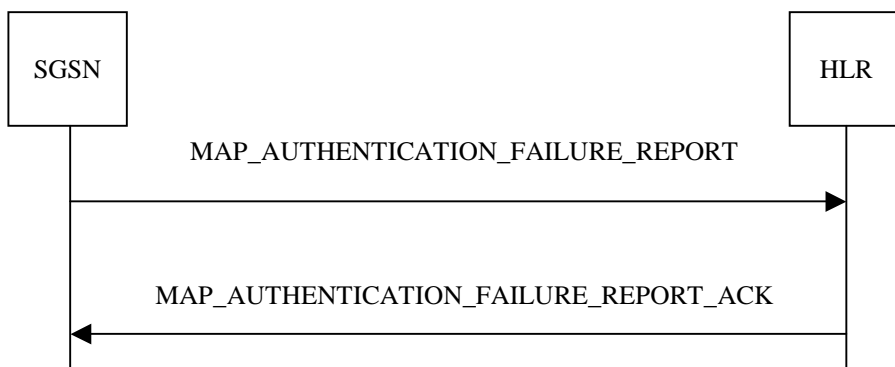 SGSN
HLR
MAP_AUTHENTICATION_FAILURE_REPORT
MAP_AUTHENTICATION_FAILURE_REPORT_ACK